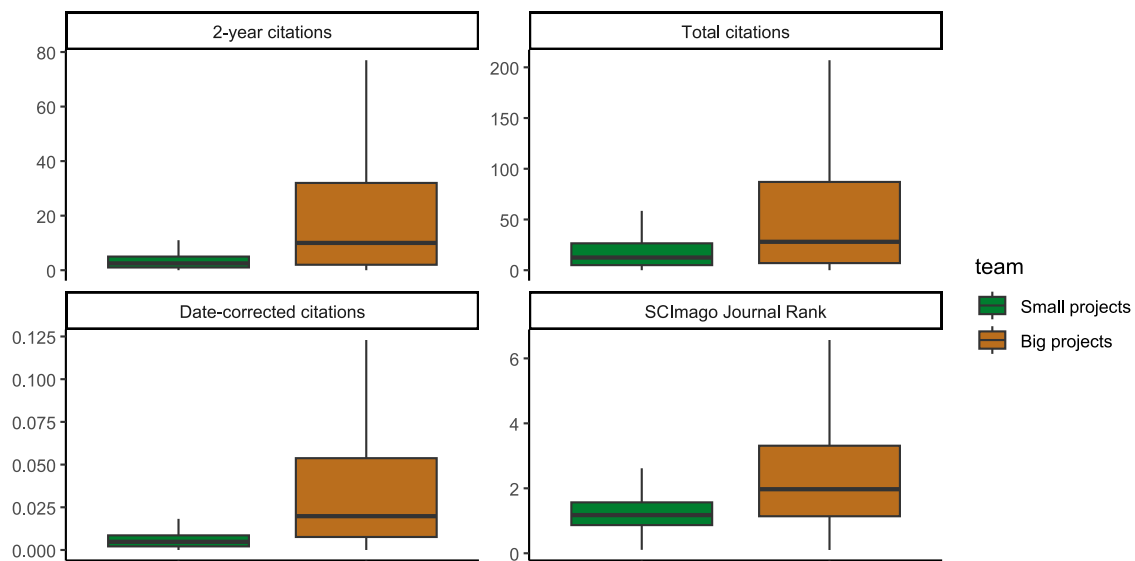 2-year citations
80
60
40
20
0
Total citations
200
150
100
50
0
Date-corrected citations
0.125
0.100
0.075
0.050
0.025
0.000
SCImago Journal Rank
6
4
2
0
team
Small projects
Big projects